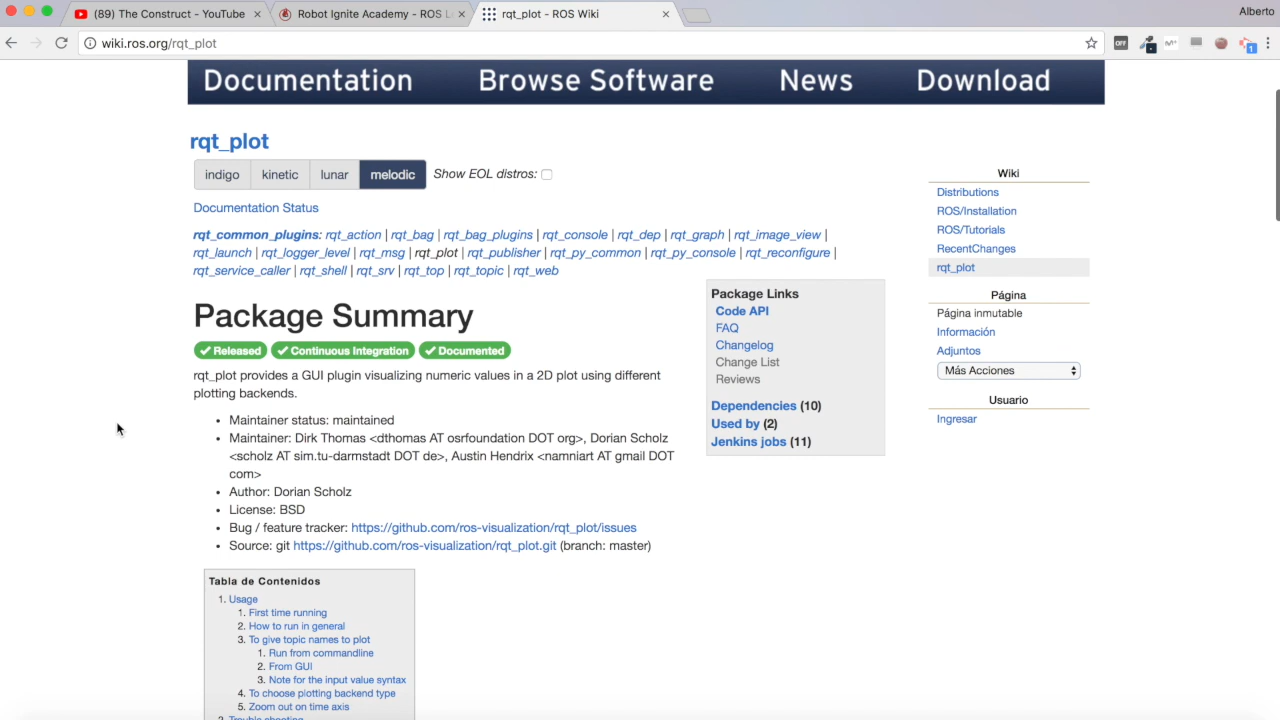 (89) The Construct - YouTube
Robot Ignite Academy - ROS L
rqt_plot - ROS Wiki
Alberto
wiki.ros.org/rqt_plot
OFF
1
Documentation Browse Software News Download
rqt_plot
indigo kinetic lunar melodic Show EOL distros:
Documentation Status
rqt_common_plugins: rqt_action | rqt_bag | rqt_bag_plugins | rqt_console | rqt_dep | rqt_graph | rqt_image_view |
rqt_launch | rqt_logger_level | rqt_msg | rqt_plot | rqt_publisher | rqt_py_common | rqt_py_console | rqt_reconfigure |
rqt_service_caller | rqt_shell | rqt_srv | rqt_top | rqt_topic | rqt_web
Package Summary
Released Continuous Integration Documented
rqt_plot provides a GUI plugin visualizing numeric values in a 2D plot using different
plotting backends.
• Maintainer status: maintained
• Maintainer: Dirk Thomas <dthomas AT osrfoundation DOT org>, Dorian Scholz
<scholz AT sim.tu-darmstadt DOT de>, Austin Hendrix <namniart AT gmail DOT
com>
• Author: Dorian Scholz
• License: BSD
• Bug / feature tracker: https://github.com/ros-visualization/rqt_plot/issues
• Source: git https://github.com/ros-visualization/rqt_plot.git (branch: master)
Tabla de Contenidos
1. Usage
1. First time running
2. How to run in general
3. To give topic names to plot
1. Run from commandline
2. From GUI
3. Note for the input value syntax
4. To choose plotting backend type
5. Zoom out on time axis
2. Trouble shooting
Package Links
Code API
FAQ
Changelog
Change List
Reviews
Dependencies (10)
Used by (2)
Jenkins jobs (11)
Wiki
Distributions
ROS/Installation
ROS/Tutorials
RecentChanges
rqt_plot
Página
Página inmutable
Información
Adjuntos
Más Acciones
Usuario
Ingresar